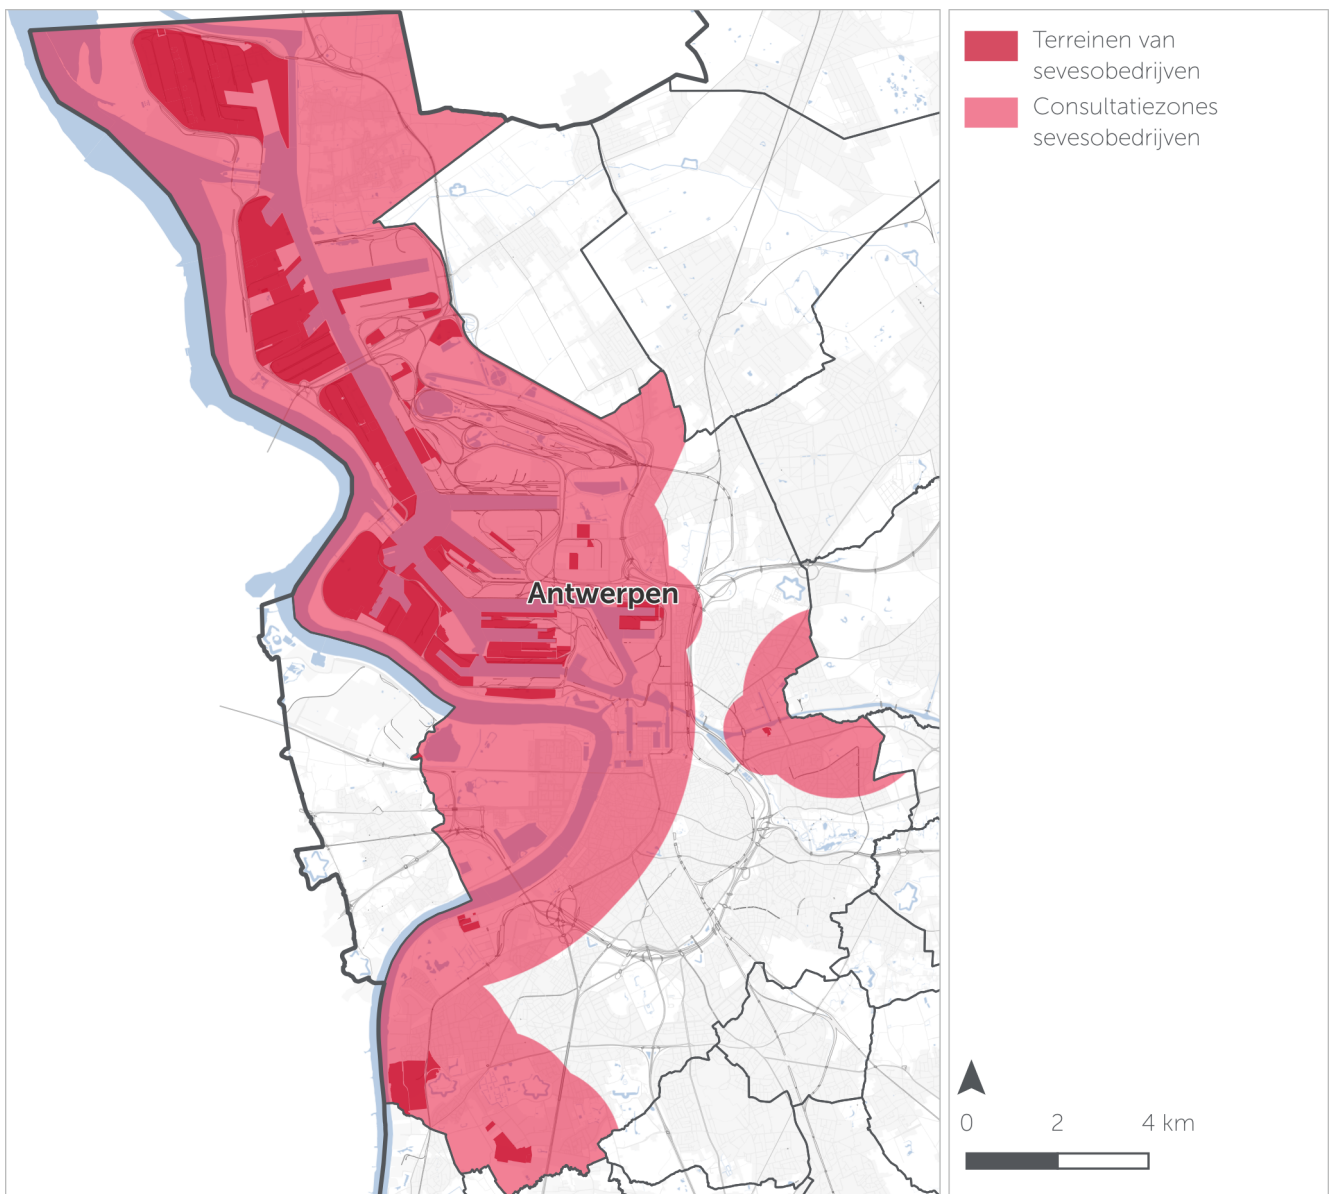 Terreinen van
sevesobedrijven
Consultatiezones
sevesobedrijven
Antwerpen
0 2 4 km